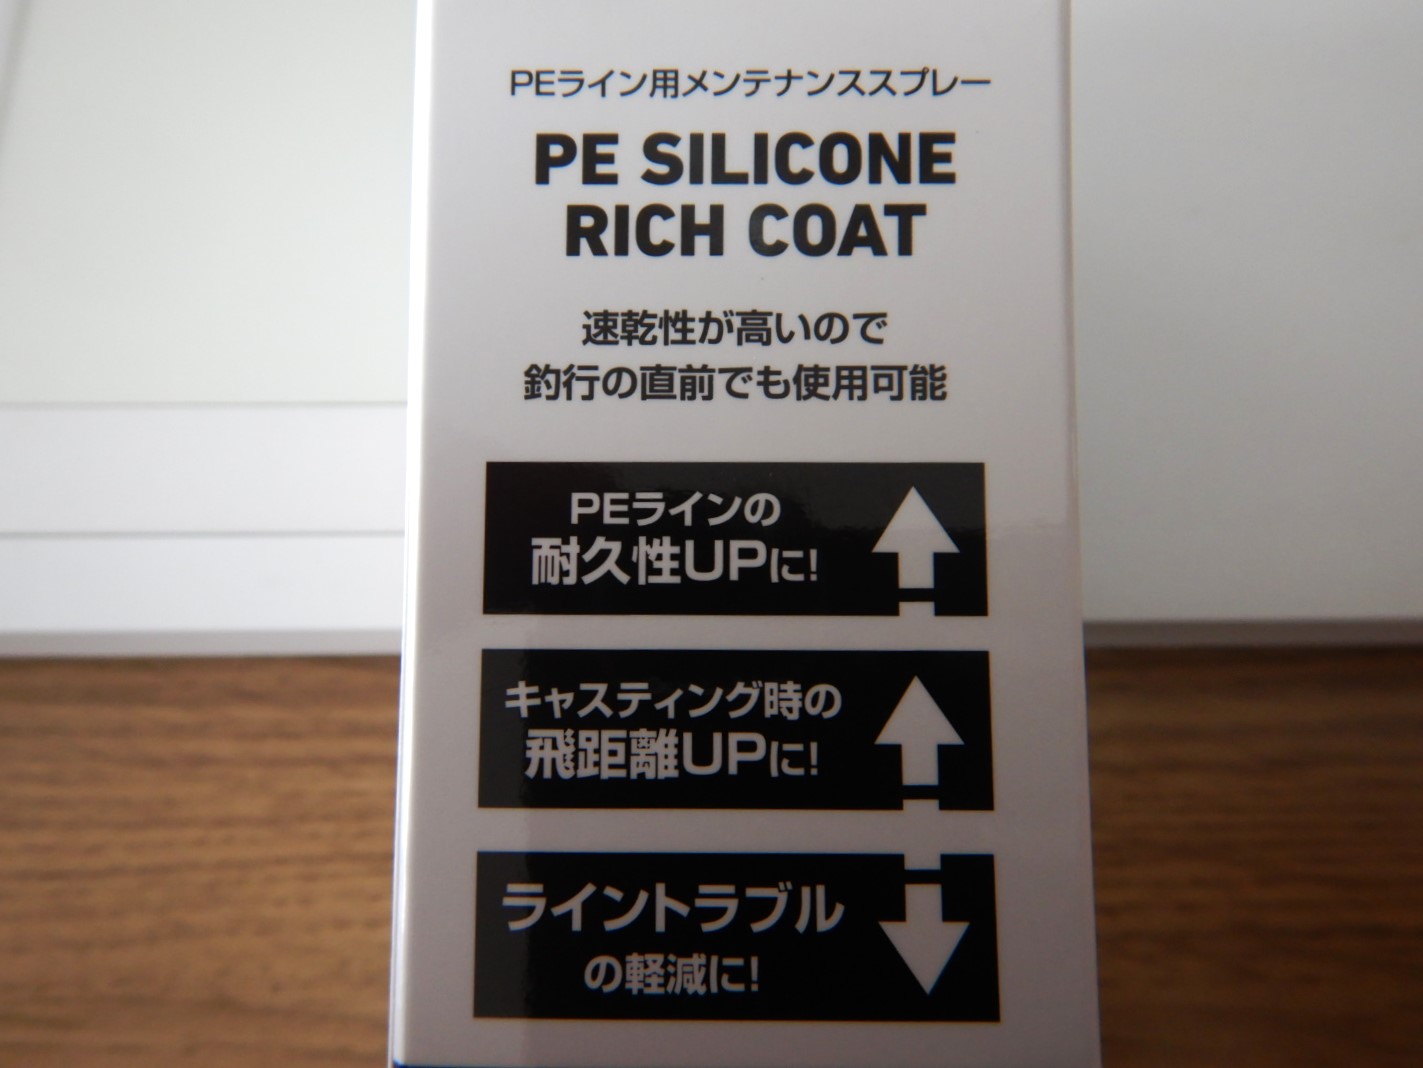 PEライン用メンテナンススプレー
PE SILICONE
RICH COAT
速乾性が高いので
釣行の直前でも使用可能
PEラインの
耐久性UPに!
キャスティング時の
飛距離UPに!
ライントラブル
の軽減に!